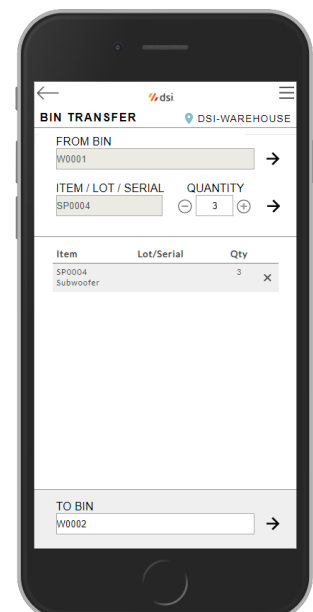 dsi
BIN TRANSFER DSI-WAREHOUSE
FROM BIN
W0001
ITEM / LOT / SERIAL QUANTITY
SP0004 3
Item Lot/Serial Qty
SP0004 3
Subwoofer
TO BIN
W0002